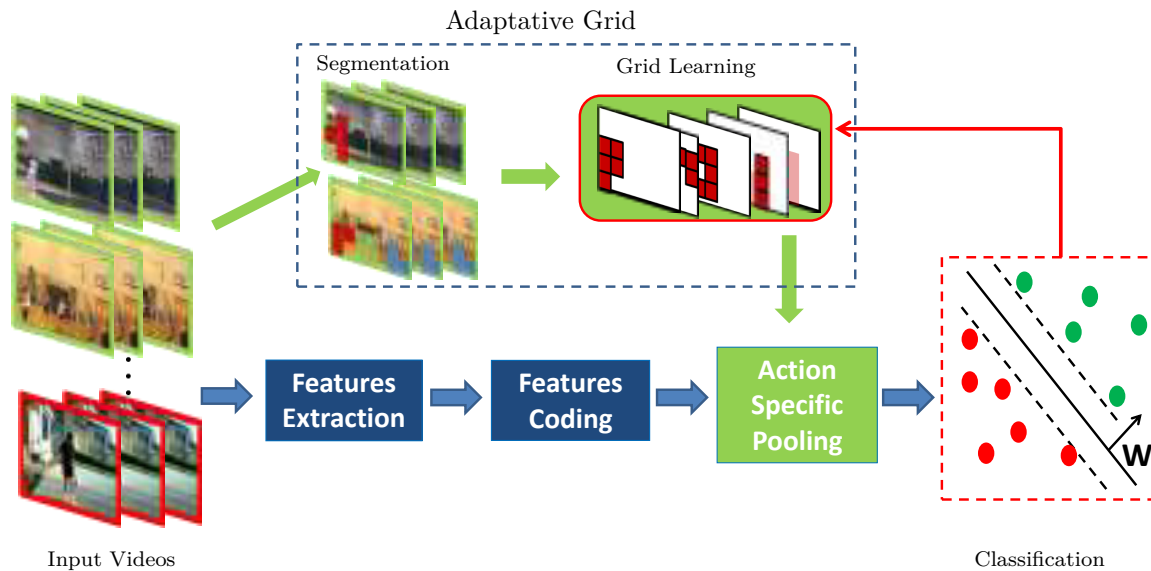 Adaptative Grid
Segmentation
Grid Learning
Features
Extraction
Features
Coding
Action
Specific
Pooling
W
Input Videos
Classification